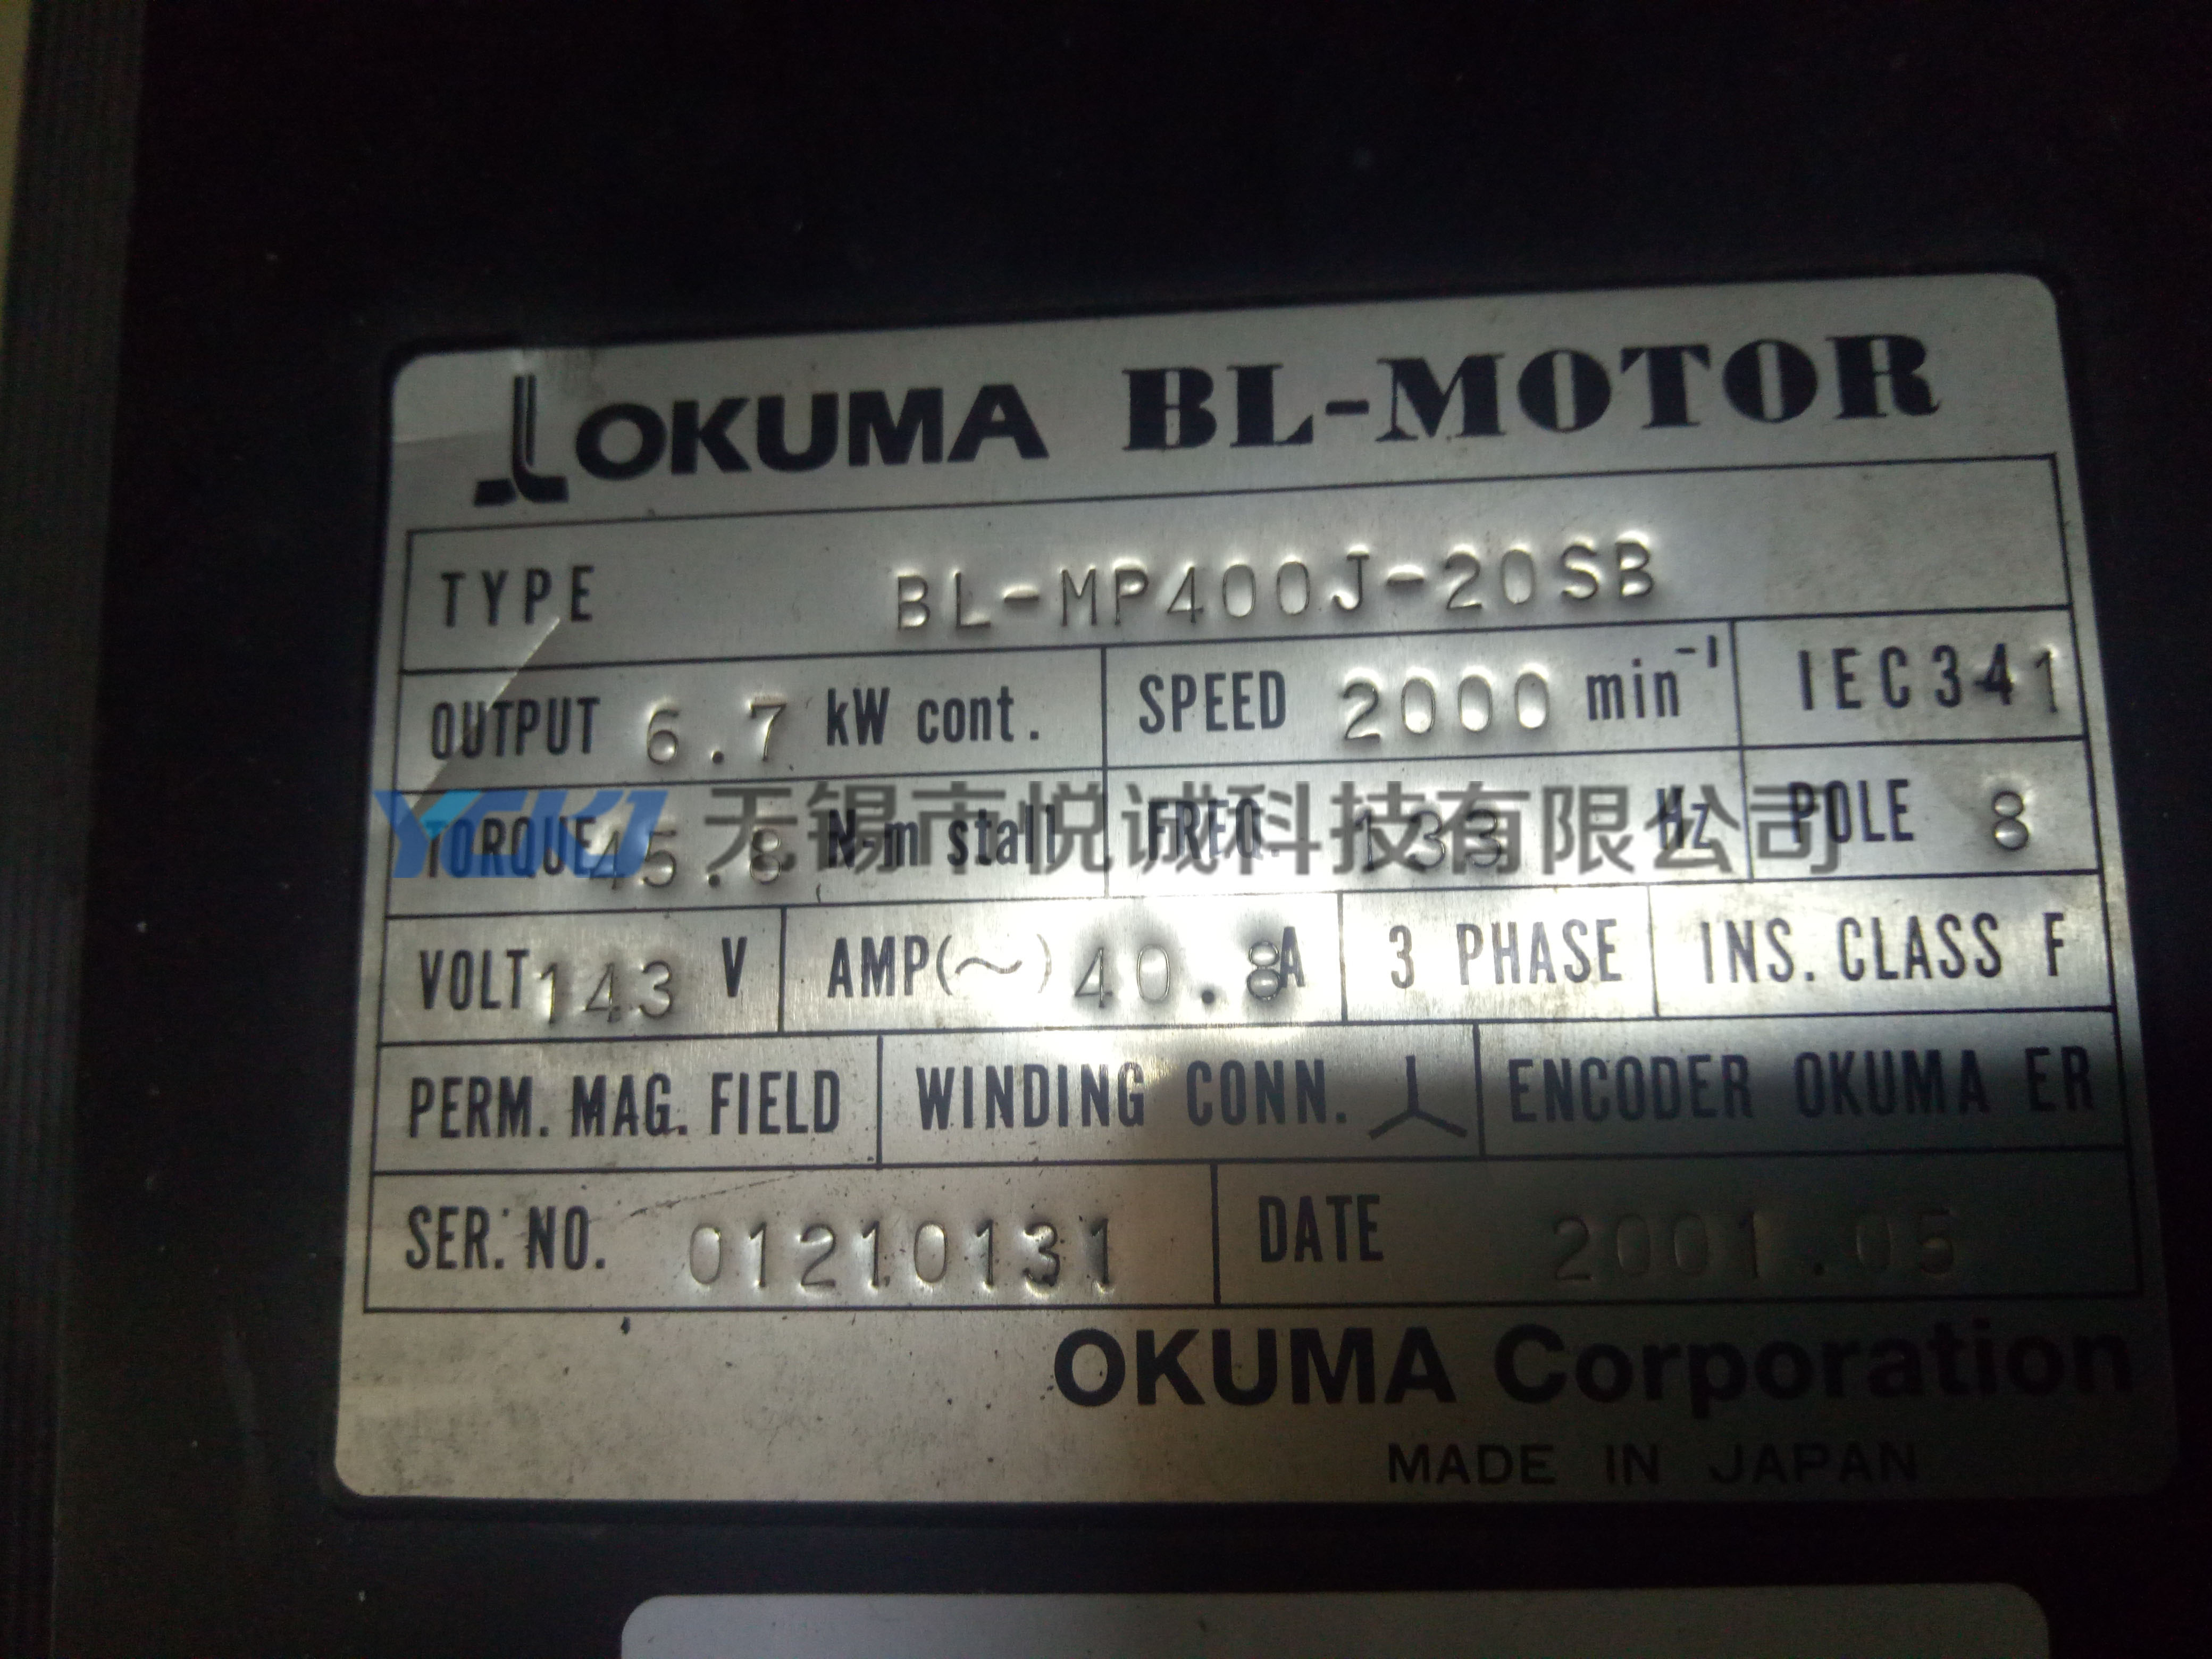 OKUMA BL-MOTOR
TYPE BL-MP400J-20SB
OUTPUT 6.7 kW cont. SPEED 2000 min⁻¹ IEC341
TORQUE 45.8 N-m stall FREQ. 133 Hz POLE 8
YCKJ 无锡市悦诚科技有限公司
VOLT 143 V AMP(~) 40.8 A 3 PHASE INS. CLASS F
PERM. MAG. FIELD WINDING CONN. ENCODER OKUMA ER
SER. NO. 01210131 DATE 2001.05
OKUMA Corporation
MADE IN JAPAN